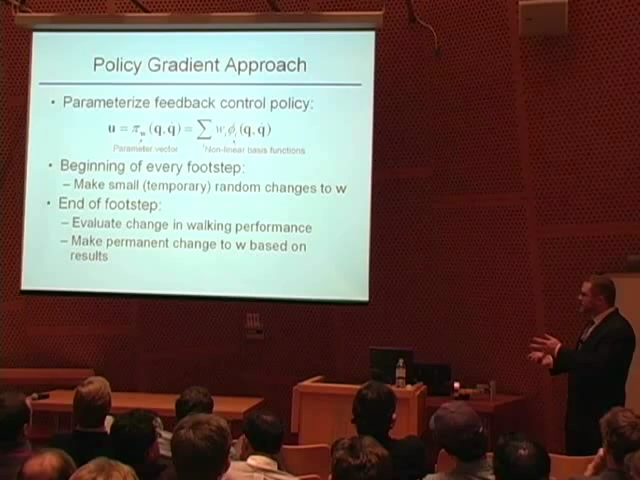 Policy Gradient Approach
• Parameterize feedback control policy:
u = π_w(q, q̇) = ∑ w_i ϕ_i(q, q̇)
Parameter vector Non-linear basis functions
• Beginning of every footstep:
– Make small (temporary) random changes to w
• End of footstep:
– Evaluate change in walking performance
– Make permanent change to w based on
results